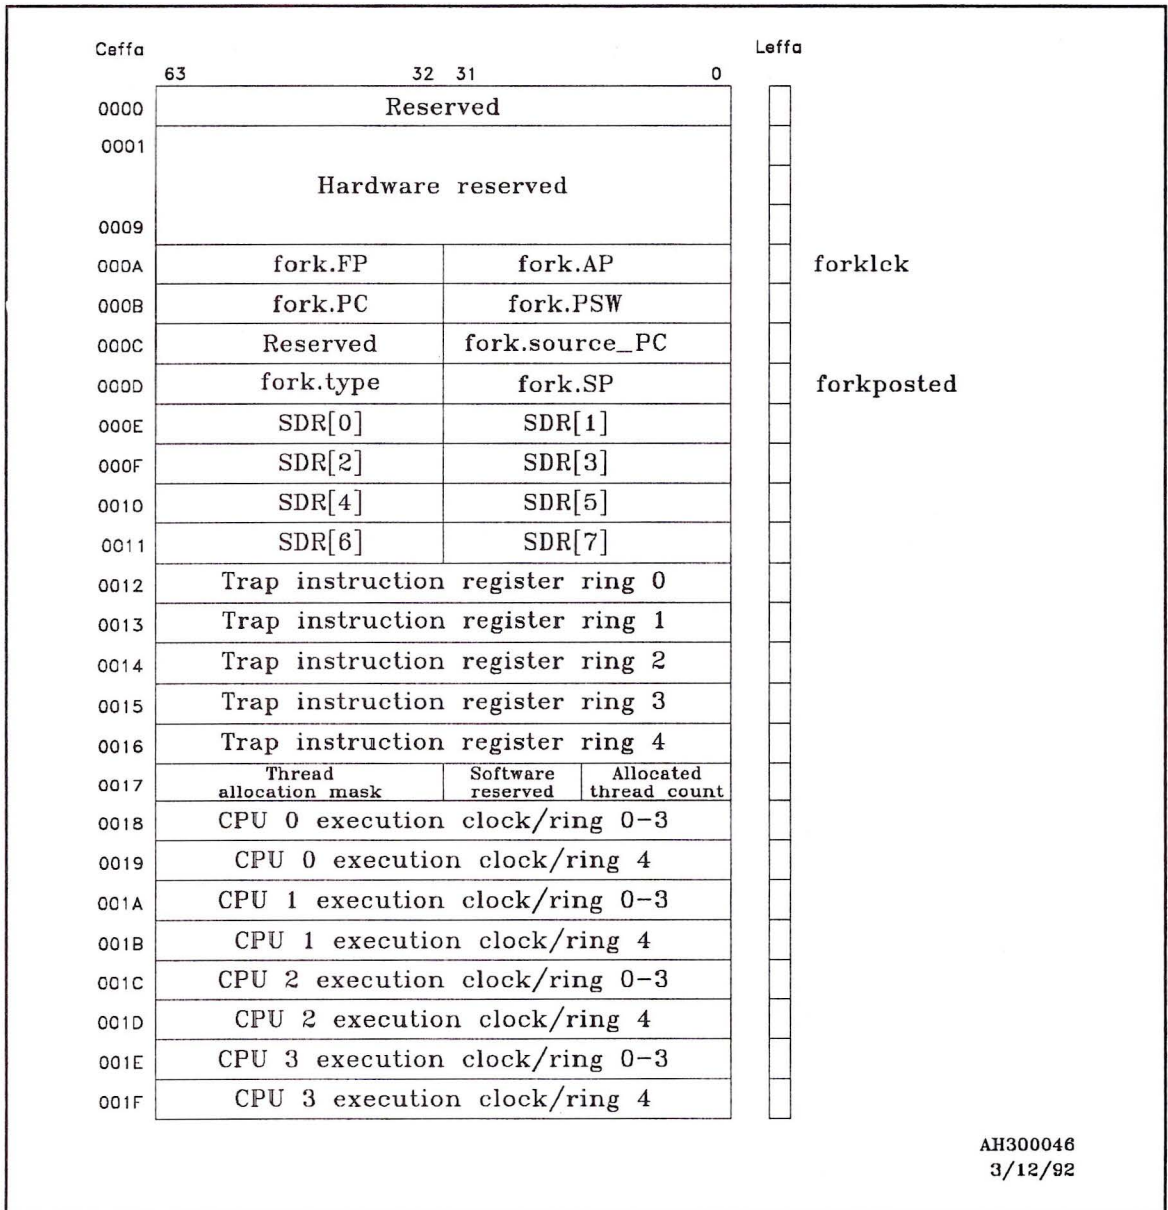 Ceffa Leffa
63 32 31 0
0000 Reserved
0001
Hardware reserved
0009
000A fork.FP fork.AP forklck
000B fork.PC fork.PSW
000C Reserved fork.source_PC
000D fork.type fork.SP forkposted
000E SDR[0] SDR[1]
000F SDR[2] SDR[3]
0010 SDR[4] SDR[5]
0011 SDR[6] SDR[7]
0012 Trap instruction register ring 0
0013 Trap instruction register ring 1
0014 Trap instruction register ring 2
0015 Trap instruction register ring 3
0016 Trap instruction register ring 4
0017 Thread allocation mask Software reserved Allocated thread count
0018 CPU 0 execution clock/ring 0-3
0019 CPU 0 execution clock/ring 4
001A CPU 1 execution clock/ring 0-3
001B CPU 1 execution clock/ring 4
001C CPU 2 execution clock/ring 0-3
001D CPU 2 execution clock/ring 4
001E CPU 3 execution clock/ring 0-3
001F CPU 3 execution clock/ring 4
AH300046
3/12/92